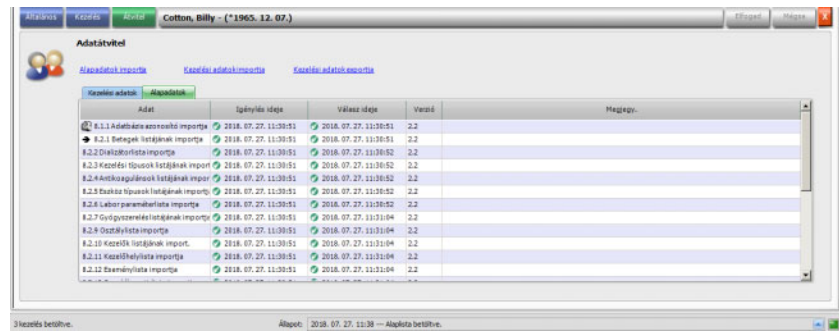 Általános Kezelés Átvitel Cotton, Billy - (*1965. 12. 07.) Elfogad Mégse X
Adatátvitel
Alapadatok importja Kezelési adatok importja Kezelési adatok exportja
Kezelési adatok Alapadatok
Adat Igénylés ideje Válasz ideje Verzió Megjegy.
8.1.1 Adatbázis azonosító importja 2018. 07. 27. 11:30:51 2018. 07. 27. 11:30:51 2.2
8.2.1 Betegek listájának importja 2018. 07. 27. 11:30:51 2018. 07. 27. 11:30:51 2.2
8.2.2 Dializátorlista importja 2018. 07. 27. 11:30:51 2018. 07. 27. 11:30:52 2.2
8.2.3 Kezelési típusok listájának import 2018. 07. 27. 11:30:51 2018. 07. 27. 11:30:52 2.2
8.2.4 Antikoagulánsok listájának impor 2018. 07. 27. 11:30:51 2018. 07. 27. 11:30:52 2.2
8.2.5 Eszköz típusok listájának importj 2018. 07. 27. 11:30:51 2018. 07. 27. 11:30:52 2.2
8.2.6 Labor paraméterlista importja 2018. 07. 27. 11:30:51 2018. 07. 27. 11:30:52 2.2
8.2.7 Gyógyszerelés listájának importja 2018. 07. 27. 11:30:51 2018. 07. 27. 11:31:04 2.2
8.2.9 Osztálylista importja 2018. 07. 27. 11:30:51 2018. 07. 27. 11:31:04 2.2
8.2.10 Kezelők listájának import. 2018. 07. 27. 11:30:51 2018. 07. 27. 11:31:04 2.2
8.2.11 Kezelőhelylista importja 2018. 07. 27. 11:30:51 2018. 07. 27. 11:31:04 2.2
8.2.12 Eseménylista importja 2018. 07. 27. 11:30:51 2018. 07. 27. 11:31:04 2.2
3 kezelés betöltve. Állapot: 2018. 07. 27. 11:38 --- Alaplista betöltve.